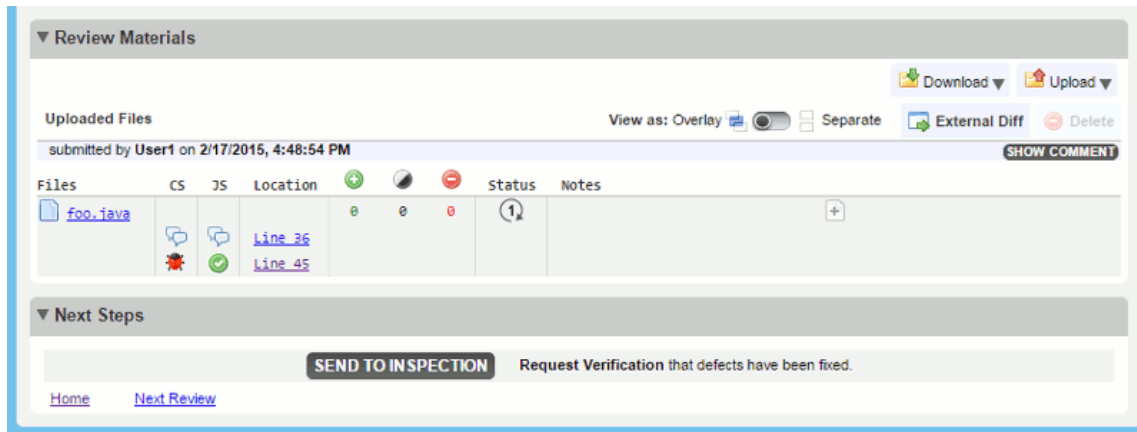 Review Materials
Download Upload
Uploaded Files View as: Overlay Separate External Diff Delete
submitted by User1 on 2/17/2015, 4:48:54 PM SHOW COMMENT
Files CS JS Location Status Notes
foo.java 0 0 0 1
Line 36
Line 45
Next Steps
SEND TO INSPECTION Request Verification that defects have been fixed.
Home Next Review